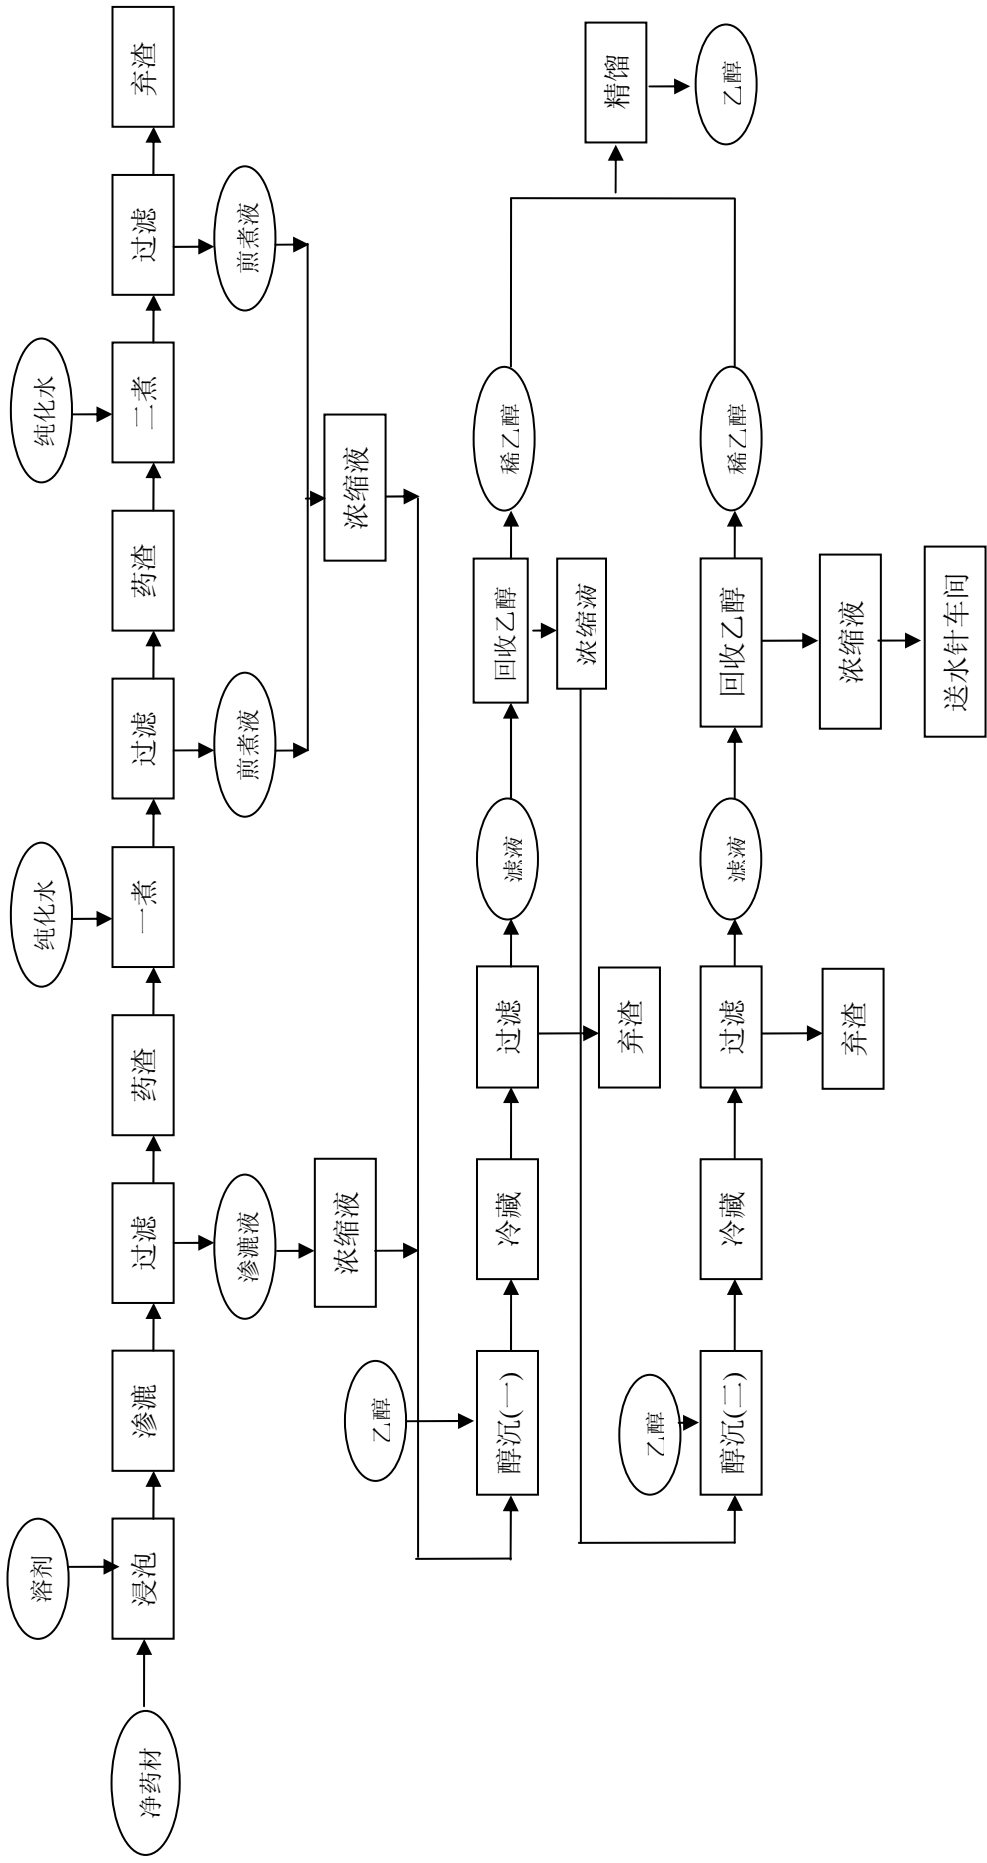 溶剂
纯化水
纯化水
净药材
浸泡
渗漉
过滤
药渣
一煮
过滤
药渣
二煮
过滤
弃渣
渗漉液
煎煮液
煎煮液
浓缩液
浓缩液
乙醇
醇沉(一)
冷藏
过滤
滤液
回收乙醇
稀乙醇
浓缩液
弃渣
精馏
乙醇
乙醇
醇沉(二)
冷藏
过滤
滤液
回收乙醇
稀乙醇
弃渣
浓缩液
送水针车间